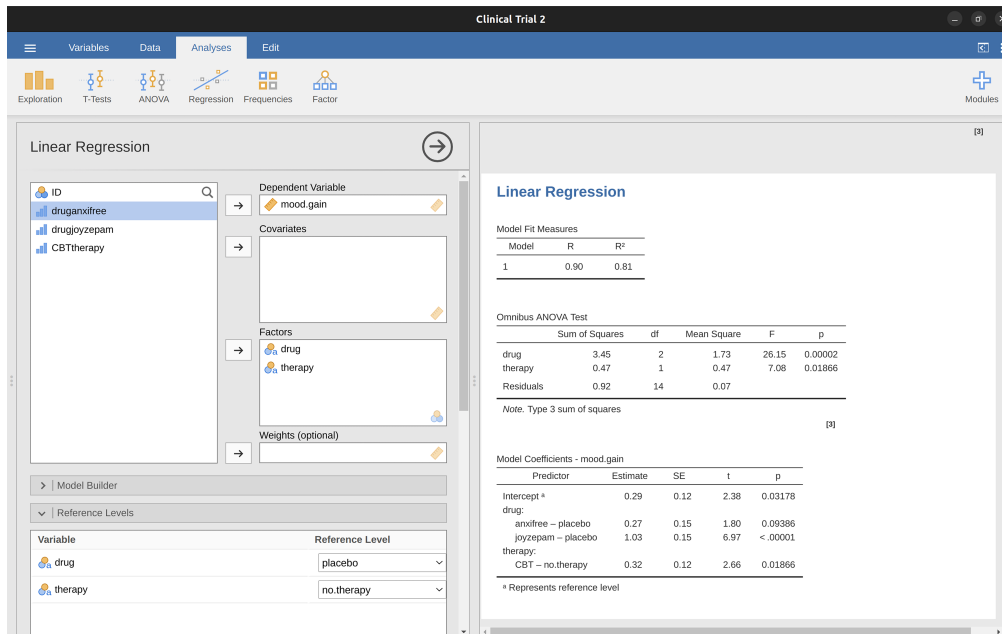 Clinical Trial 2
Variables Data Analyses Edit
Exploration T-Tests ANOVA Regression Frequencies Factor Modules
Linear Regression
ID
druganxifree
drugjoyzepam
CBTtherapy
Dependent Variable
mood.gain
Covariates
Factors
drug
therapy
Weights (optional)
Model Builder
Reference Levels
Variable Reference Level
drug placebo
therapy no.therapy
[3]
Linear Regression
Model Fit Measures
Model R R²
1 0.90 0.81
Omnibus ANOVA Test
Sum of Squares df Mean Square F p
drug 3.45 2 1.73 26.15 0.00002
therapy 0.47 1 0.47 7.08 0.01866
Residuals 0.92 14 0.07
Note. Type 3 sum of squares
[3]
Model Coefficients - mood.gain
Predictor Estimate SE t p
Intercept ᵃ 0.29 0.12 2.38 0.03178
drug:
anxifree – placebo 0.27 0.15 1.80 0.09386
joyzepam – placebo 1.03 0.15 6.97 < .00001
therapy:
CBT – no.therapy 0.32 0.12 2.66 0.01866
ᵃ Represents reference level